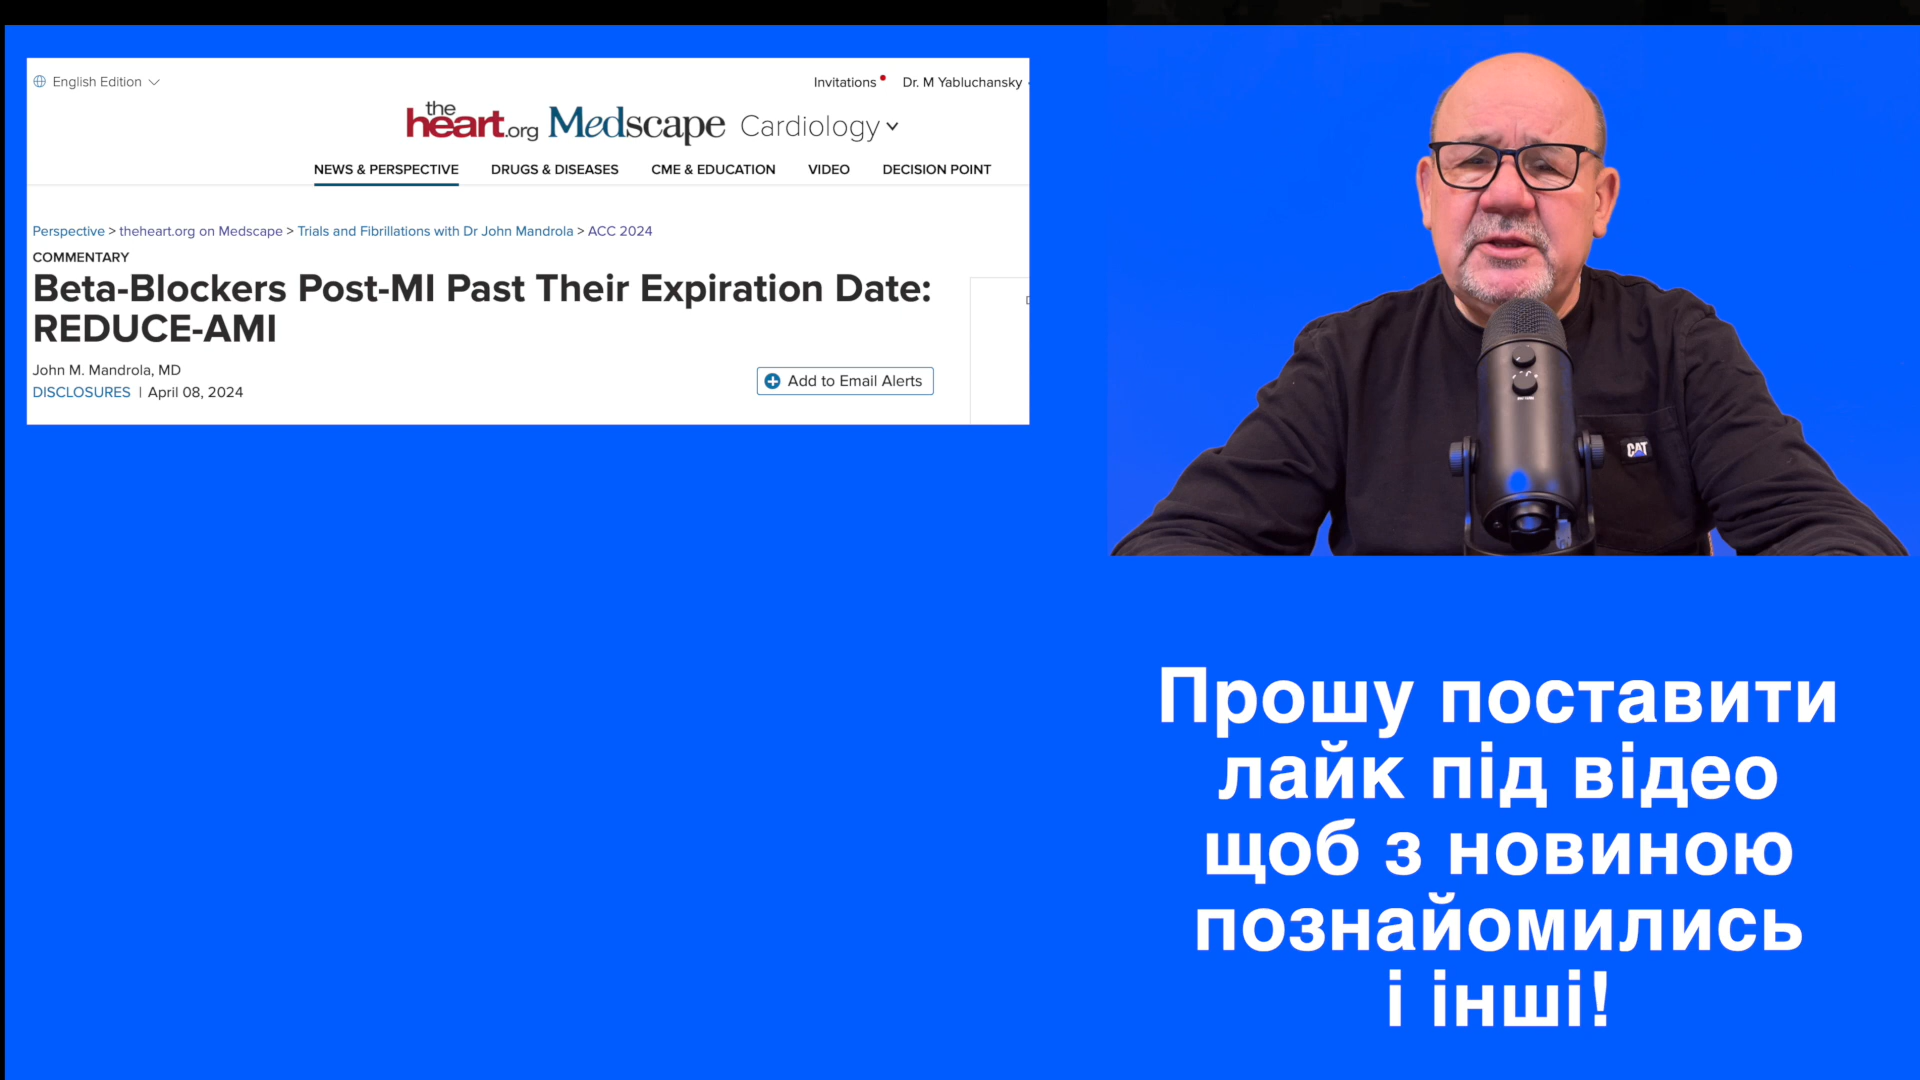 English Edition
Invitations
Dr. M Yabluchansky
the
heart.org Medscape Cardiology
NEWS & PERSPECTIVE
DRUGS & DISEASES
CME & EDUCATION
VIDEO
DECISION POINT
Perspective > theheart.org on Medscape > Trials and Fibrillations with Dr John Mandrola > ACC 2024
COMMENTARY
Beta-Blockers Post-MI Past Their Expiration Date:
REDUCE-AMI
John M. Mandrola, MD
DISCLOSURES | April 08, 2024
Add to Email Alerts
CAT
Прошу поставити
лайк під відео
щоб з новиною
познайомились
і інші!